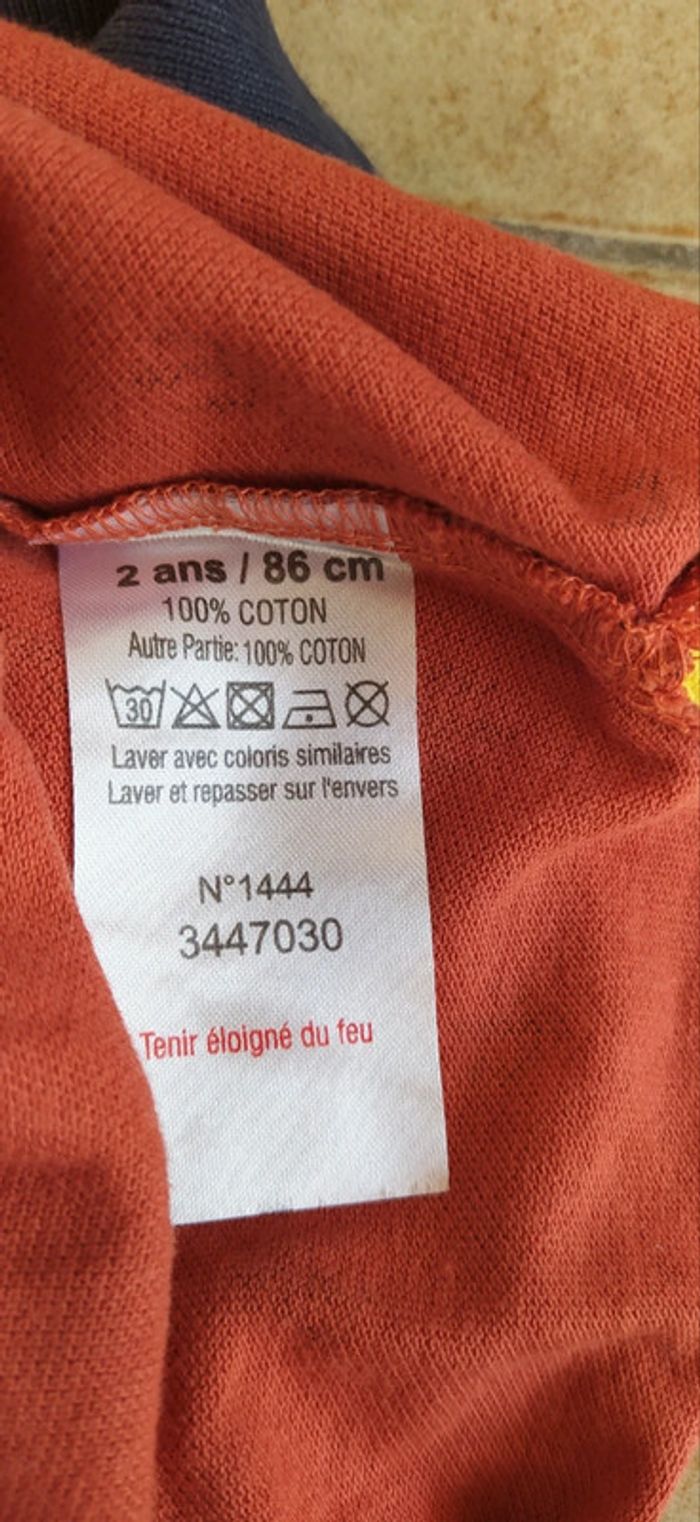 2 ans / 86 cm
100% COTON
Autre Partie: 100% COTON
30
Laver avec coloris similaires
Laver et repasser sur l'envers
N°1444
3447030
Tenir éloigné du feu